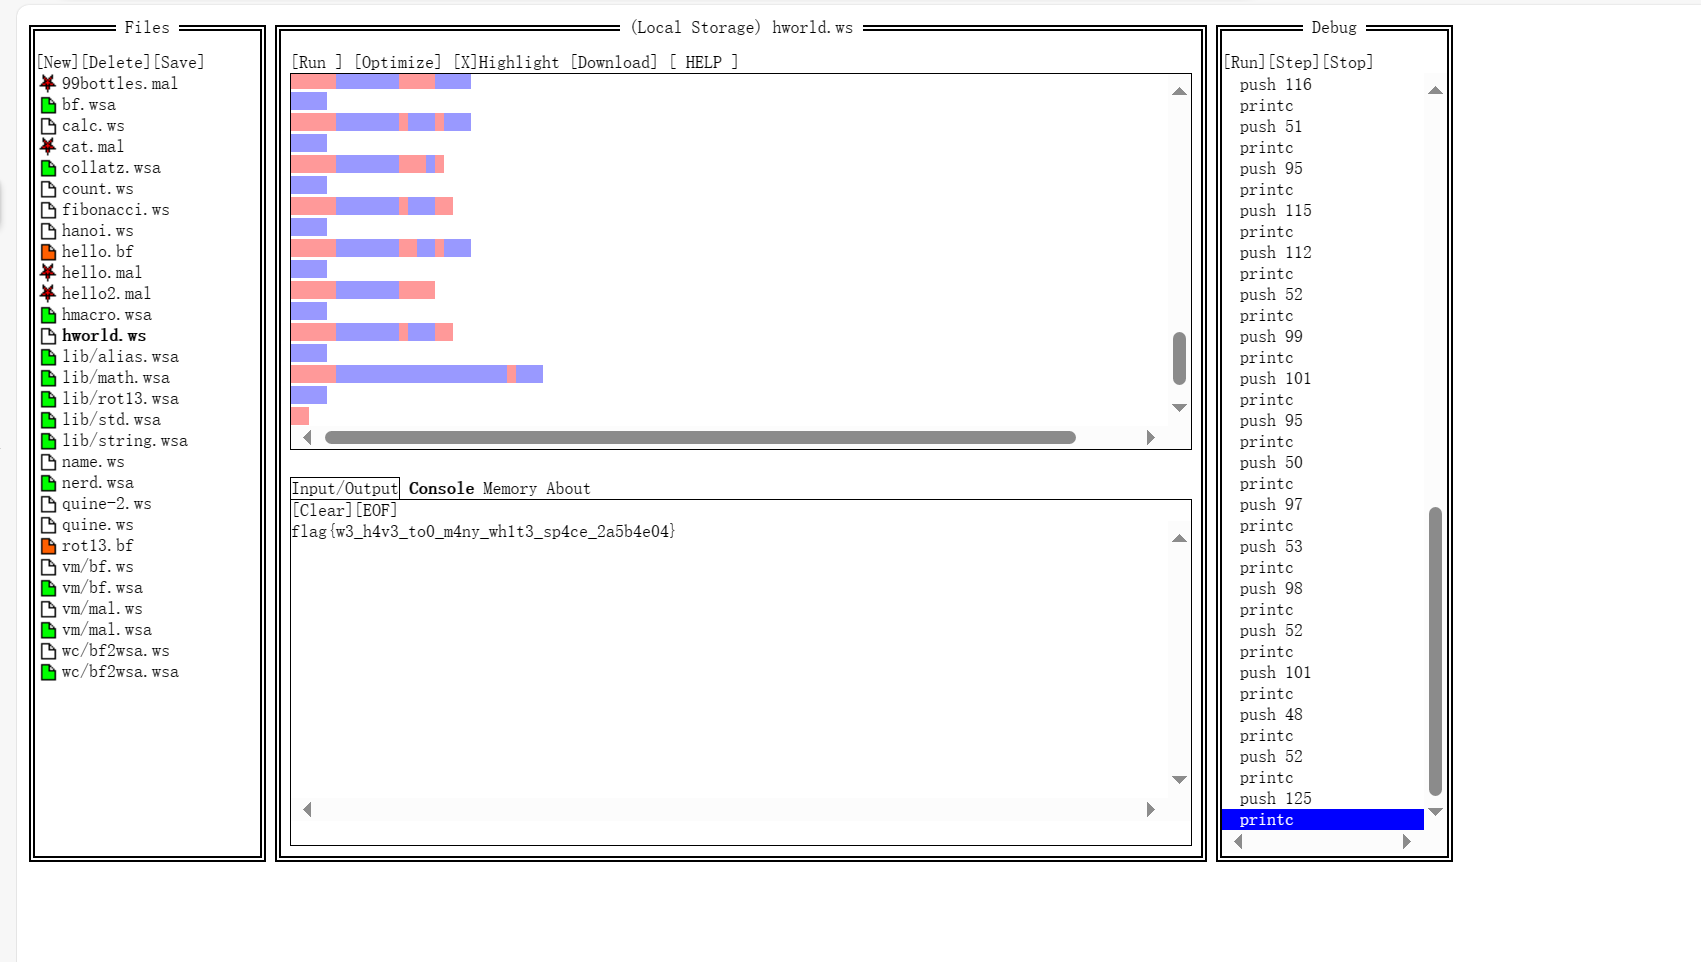 Files
[New][Delete][Save]
99bottles.mal
bf.wsa
calc.ws
cat.mal
collatz.wsa
count.ws
fibonacci.ws
hanoi.ws
hello.bf
hello.mal
hello2.mal
hmacro.wsa
hworld.ws
lib/alias.wsa
lib/math.wsa
lib/rot13.wsa
lib/std.wsa
lib/string.wsa
name.ws
nerd.wsa
quine-2.ws
quine.ws
rot13.bf
vm/bf.ws
vm/bf.wsa
vm/mal.ws
vm/mal.wsa
wc/bf2wsa.ws
wc/bf2wsa.wsa
(Local Storage) hworld.ws
[Run ] [Optimize] [X]Highlight [Download] [ HELP ]
Input/Output Console Memory About
[Clear][EOF]
flag{w3_h4v3_to0_m4ny_wh1t3_sp4ce_2a5b4e04}
Debug
[Run][Step][Stop]
push 116
printc
push 51
printc
push 95
printc
push 115
printc
push 112
printc
push 52
printc
push 99
printc
push 101
printc
push 95
printc
push 50
printc
push 97
printc
push 53
printc
push 98
printc
push 52
printc
push 101
printc
push 48
printc
push 52
printc
push 125
printc